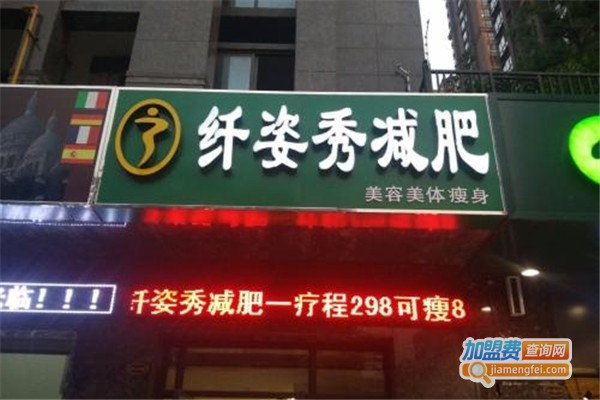 纤姿秀减肥
美容美体瘦身
临！！！
纤姿秀减肥一疗程298可瘦8
加盟费查询网
jiamengfei.com